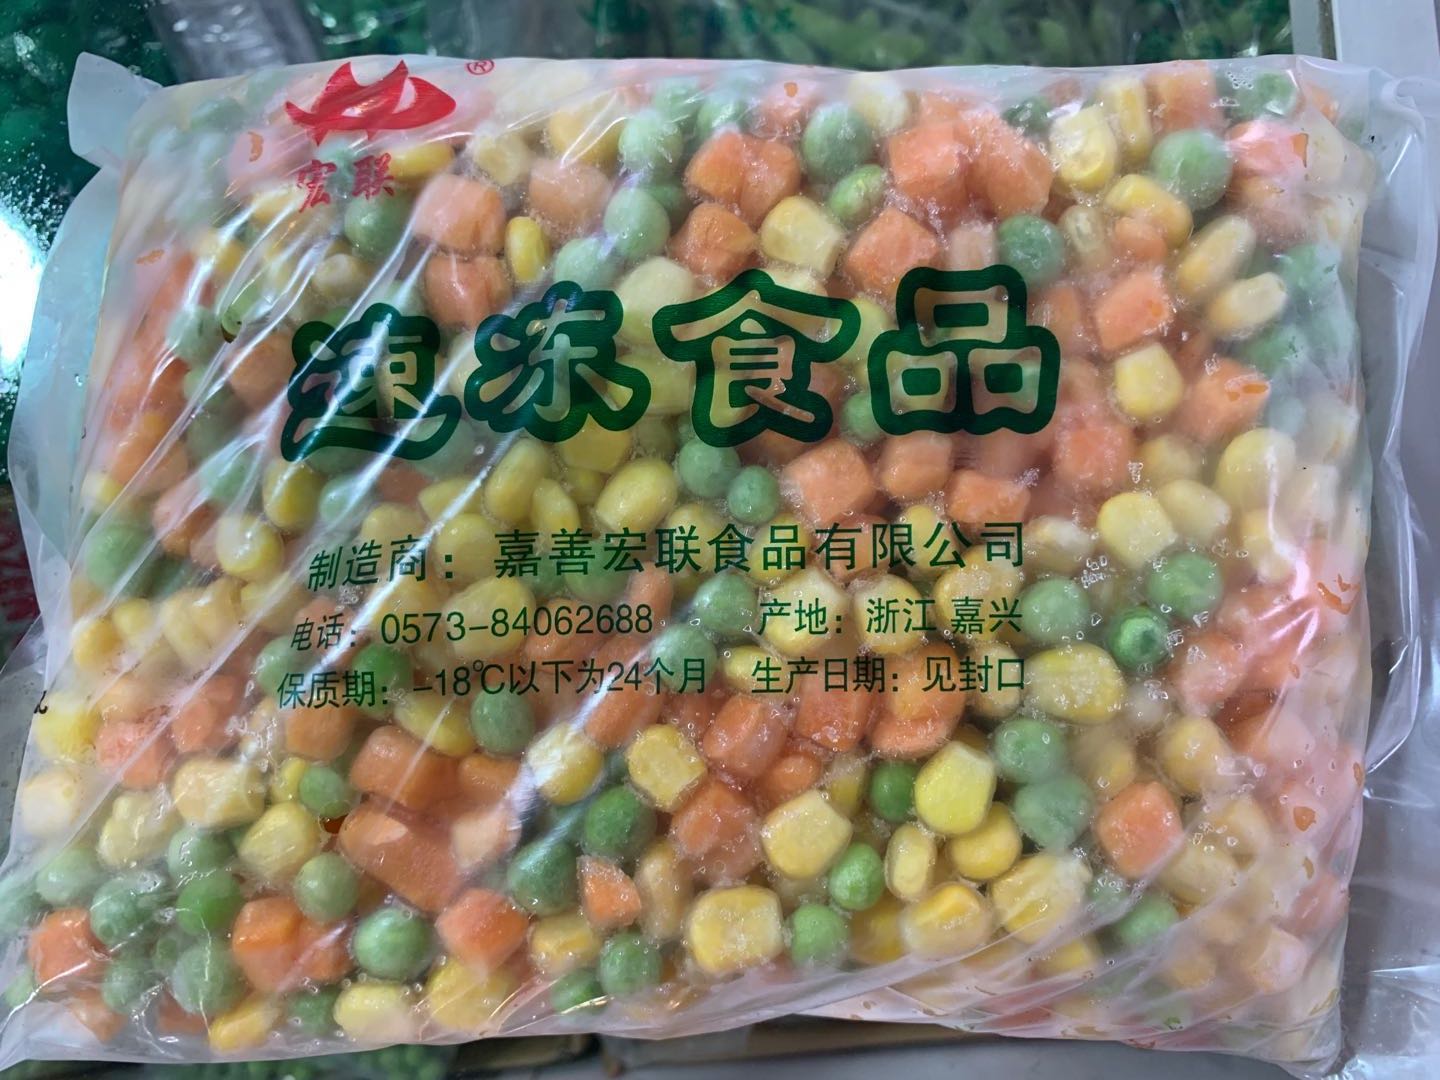 ®
宏联
速冻食品
制造商：嘉善宏联食品有限公司
电话：0573-84062688 产地：浙江 嘉兴
保质期：-18℃以下为24个月 生产日期：见封口